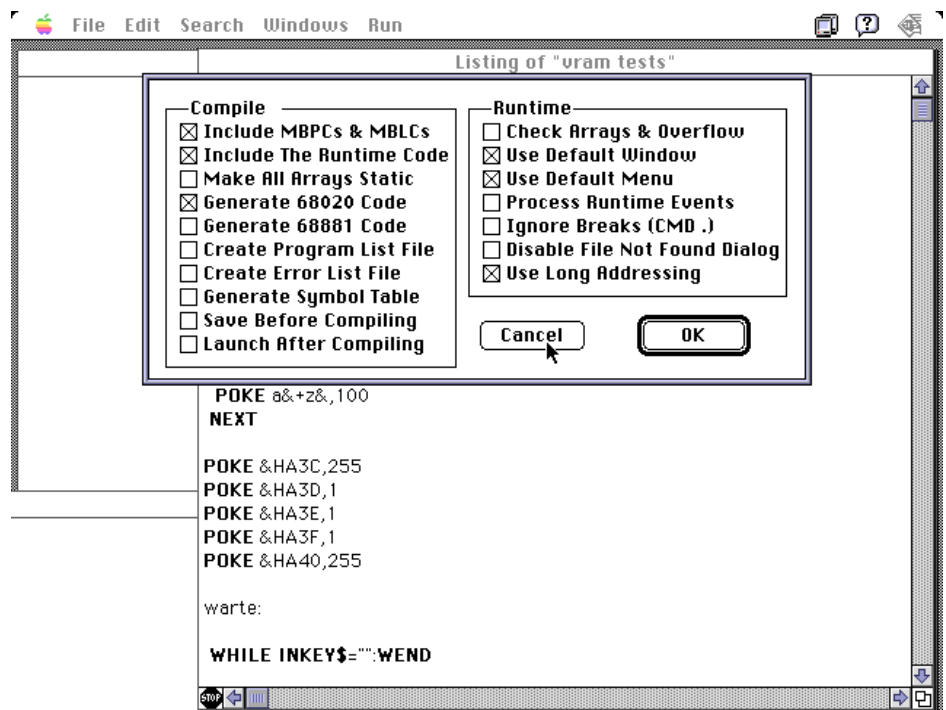 File Edit Search Windows Run
Listing of "vram tests"
Compile
Include MBPCs & MBLCs
Include The Runtime Code
Make All Arrays Static
Generate 68020 Code
Generate 68881 Code
Create Program List File
Create Error List File
Generate Symbol Table
Save Before Compiling
Launch After Compiling
Runtime
Check Arrays & Overflow
Use Default Window
Use Default Menu
Process Runtime Events
Ignore Breaks (CMD .)
Disable File Not Found Dialog
Use Long Addressing
Cancel
OK
POKE a&+z&,100
NEXT
POKE &HA3C,255
POKE &HA3D,1
POKE &HA3E,1
POKE &HA3F,1
POKE &HA40,255
warte:
WHILE INKEY$="":WEND
STOP